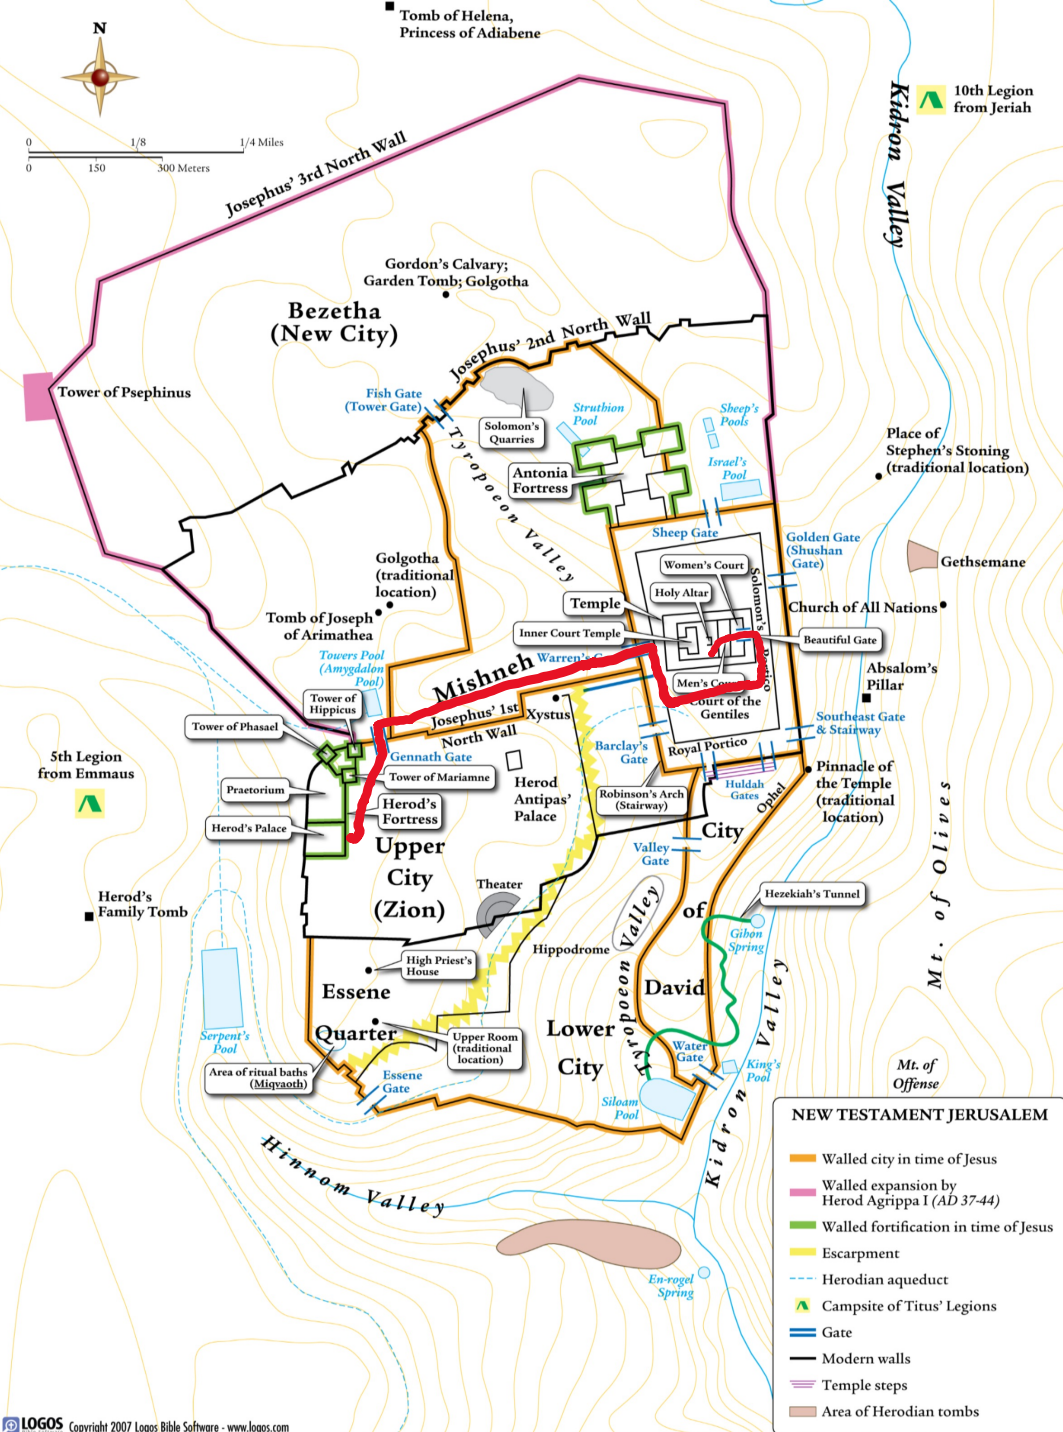 Tomb of Helena,
Princess of Adiabene
N
0
1/8
1/4 Miles
0
150
300 Meters
10th Legion
from Jeriah
Kidron Valley
Josephus' 3rd North Wall
Gordon's Calvary;
Garden Tomb; Golgotha
Bezetha
(New City)
Josephus' 2nd North Wall
Tower of Psephinus
Fish Gate
(Tower Gate)
Solomon's
Quarries
Struthion
Pool
Sheep's
Pools
Tyropoeon Valley
Antonia
Fortress
Israel's
Pool
Place of
Stephen's Stoning
(traditional location)
Sheep Gate
Golden Gate
(Shushan
Gate)
Gethsemane
Golgotha
(traditional
location)
Women's Court
Solomon's
Portico
Holy Altar
Temple
Church of All Nations
Tomb of Joseph
of Arimathea
Inner Court Temple
Beautiful Gate
Towers Pool
(Amygdalon
Pool)
Mishneh
Warren's
Men's
Absalom's
Pillar
Tower of
Hippicus
Court of the
Gentiles
Tower of Phasael
Josephus' 1st
North Wall
Xystus
Southeast Gate
& Stairway
5th Legion
from Emmaus
Gennath Gate
Barclay's
Gate
Royal Portico
Tower of Mariamne
Herod
Antipas'
Palace
Huldah
Gates
Ophel
Pinnacle of
the Temple
(traditional
location)
Praetorium
Robinson's Arch
(Stairway)
Herod's
Fortress
Herod's Palace
Upper
City
(Zion)
Valley
Gate
City
of
David
Mt. of Olives
Theater
Hezekiah's Tunnel
Herod's
Family Tomb
Tyropoeon Valley
Gihon
Spring
Hippodrome
High Priest's
House
Essene
Quarter
Lower
City
Serpent's
Pool
Upper Room
(traditional
location)
Water
Gate
King's
Pool
Mt. of
Offense
Area of ritual baths
(Miqvaoth)
Essene
Gate
Siloam
Pool
Kidron Valley
Hinnom Valley
En-rogel
Spring
NEW TESTAMENT JERUSALEM
Walled city in time of Jesus
Walled expansion by
Herod Agrippa I (AD 37-44)
Walled fortification in time of Jesus
Escarpment
Herodian aqueduct
Campsite of Titus' Legions
Gate
Modern walls
Temple steps
Area of Herodian tombs
LOGOS Copyright 2007 Logos Bible Software - www.logos.com